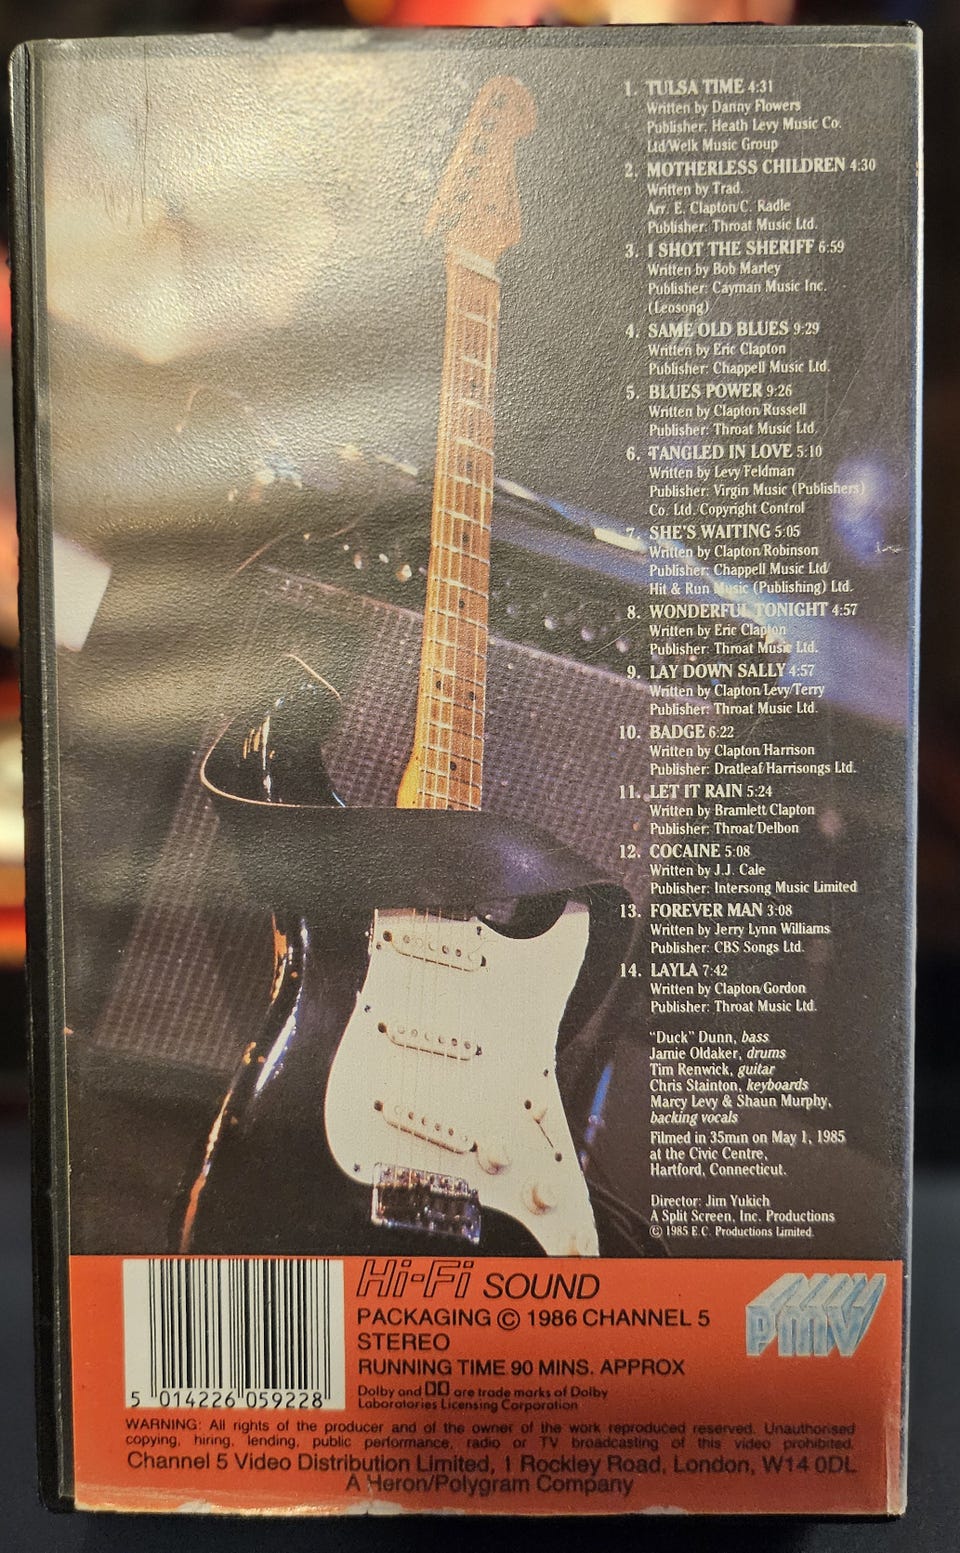 1. TULSA TIME 4:31
Written by Danny Flowers
Publisher: Heath Levy Music Co.
Ltd/Welk Music Group
2. MOTHERLESS CHILDREN 4:30
Written by Trad.
Arr. E. Clapton/C. Radle
Publisher: Throat Music Ltd.
3. I SHOT THE SHERIFF 6:59
Written by Bob Marley
Publisher: Cayman Music Inc.
(Leosong)
4. SAME OLD BLUES 9:29
Written by Eric Clapton
Publisher: Chappell Music Ltd.
5. BLUES POWER 9:26
Written by Clapton/Russell
Publisher: Throat Music Ltd.
6. TANGLED IN LOVE 5:10
Written by Levy/Feldman
Publisher: Virgin Music (Publishers)
Co. Ltd./Copyright Control
7. SHE'S WAITING 5:05
Written by Clapton/Robinson
Publisher: Chappell Music Ltd/
Hit & Run Music (Publishing) Ltd.
8. WONDERFUL TONIGHT 4:57
Written by Eric Clapton
Publisher: Throat Music Ltd.
9. LAY DOWN SALLY 4:57
Written by Clapton/Levy/Terry
Publisher: Throat Music Ltd.
10. BADGE 6:22
Written by Clapton/Harrison
Publisher: Dratleaf/Harrisongs Ltd.
11. LET IT RAIN 5:24
Written by Bramlett/Clapton
Publisher: Throat/Delbon
12. COCAINE 5:08
Written by J.J. Cale
Publisher: Intersong Music Limited
13. FOREVER MAN 3:08
Written by Jerry Lynn Williams
Publisher: CBS Songs Ltd.
14. LAYLA 7:42
Written by Clapton/Gordon
Publisher: Throat Music Ltd.
"Duck" Dunn, bass
Jamie Oldaker, drums
Tim Renwick, guitar
Chris Stainton, keyboards
Marcy Levy & Shaun Murphy,
backing vocals
Filmed in 35mm on May 1, 1985
at the Civic Centre,
Hartford, Connecticut.
Director: Jim Yukich
A Split Screen, Inc. Productions
© 1985 E.C. Productions Limited.
Hi-Fi SOUND
PACKAGING © 1986 CHANNEL 5
STEREO
RUNNING TIME 90 MINS. APPROX
Dolby and DD are trade marks of Dolby
Laboratories Licensing Corporation
PMV
5 014226 059228
WARNING: All rights of the producer and of the owner of the work reproduced reserved. Unauthorised
copying, hiring, lending, public performance, radio or TV broadcasting of this video prohibited.
Channel 5 Video Distribution Limited, 1 Rockley Road, London, W14 0DL
A Heron/Polygram Company